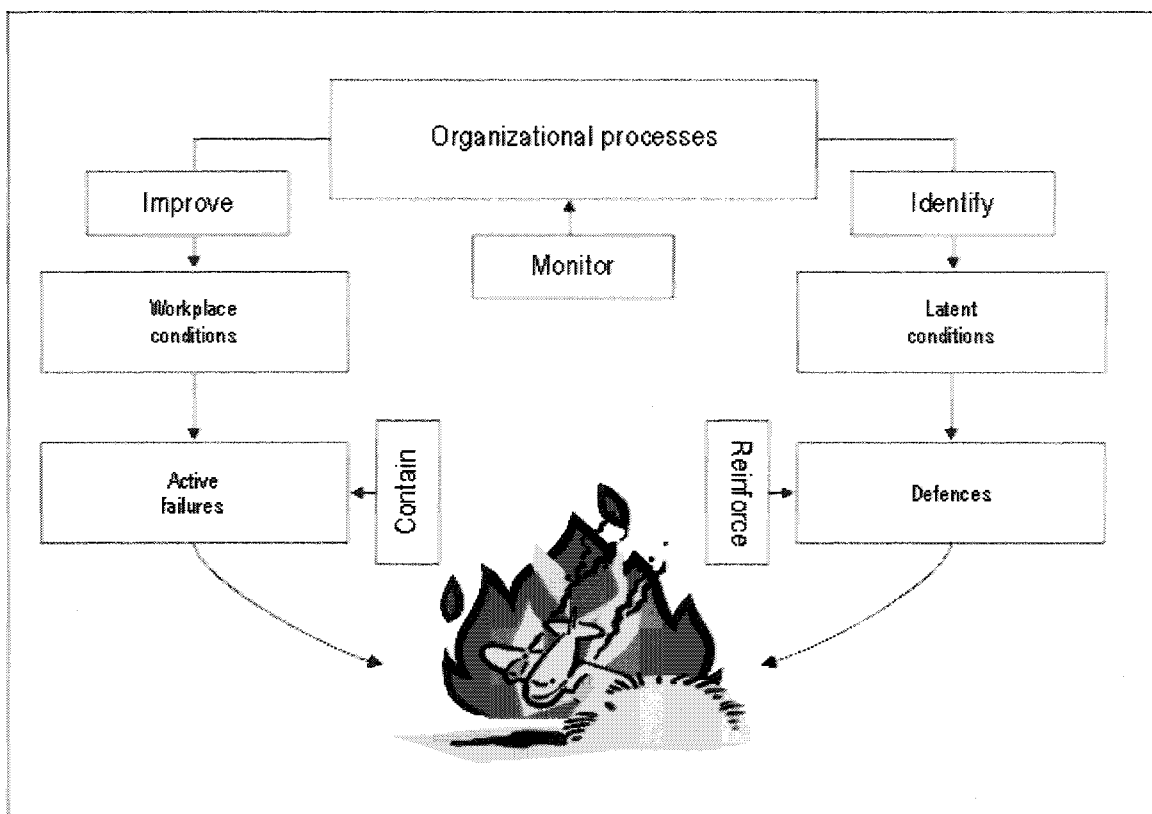 Organizational processes
Improve
Identify
Monitor
Workplace
conditions
Latent
conditions
Active
failures
Contain
Reinforce
Defences